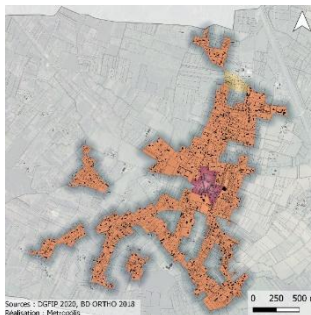 0 250 500 m
Sources : DGFIP 2020, BD ORTHO 2018
Réalisation : Metropolis